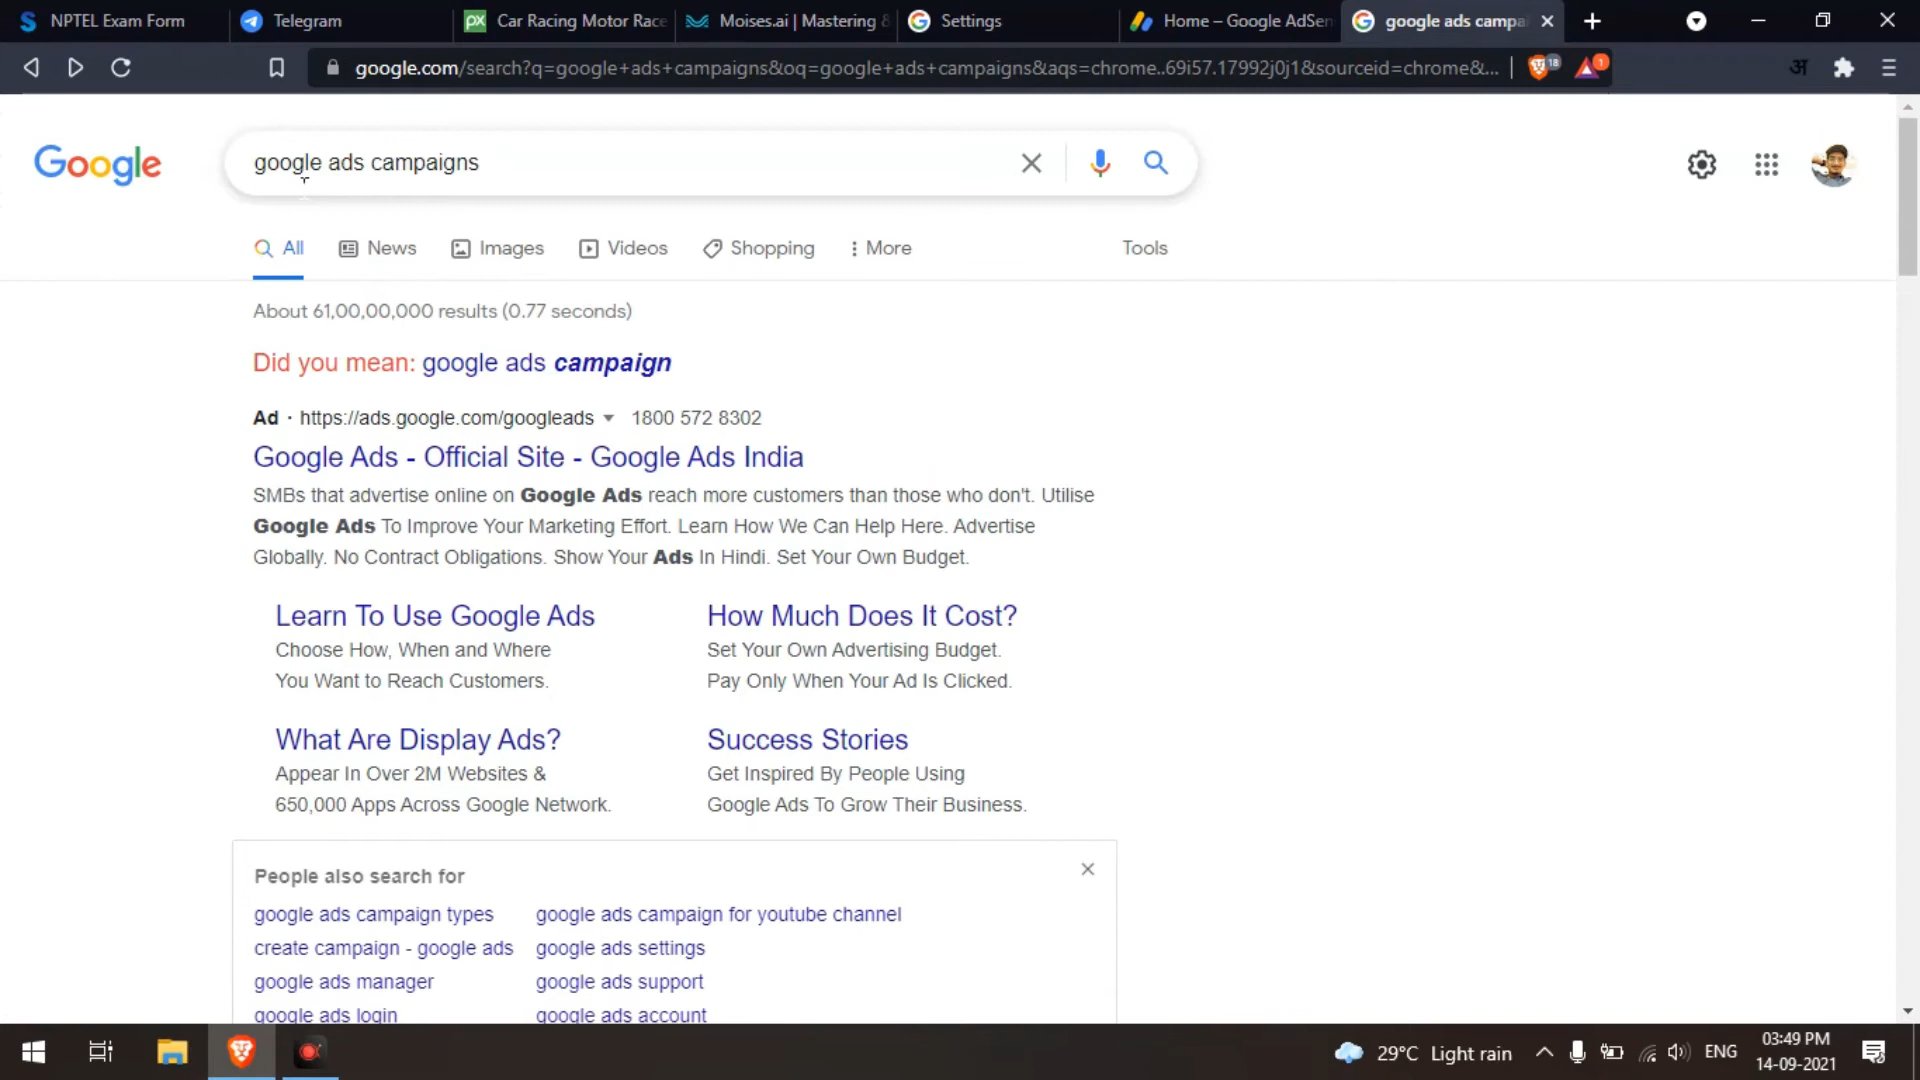 NPTEL Exam Form
Telegram
Car Racing Motor Race
Moises.ai | Mastering &
Settings
Home – Google AdSen
google ads campai
google.com/search?q=google+ads+campaigns&oq=google+ads+campaigns&aqs=chrome..69i57.17992j0j1&sourceid=chrome&...
18
1
अ
Google
google ads campaigns
All
News
Images
Videos
Shopping
More
Tools
About 61,00,00,000 results (0.77 seconds)
Did you mean: google ads campaign
Ad · https://ads.google.com/googleads 1800 572 8302
Google Ads - Official Site - Google Ads India
SMBs that advertise online on Google Ads reach more customers than those who don't. Utilise
Google Ads To Improve Your Marketing Effort. Learn How We Can Help Here. Advertise
Globally. No Contract Obligations. Show Your Ads In Hindi. Set Your Own Budget.
Learn To Use Google Ads
Choose How, When and Where
You Want to Reach Customers.
How Much Does It Cost?
Set Your Own Advertising Budget.
Pay Only When Your Ad Is Clicked.
What Are Display Ads?
Appear In Over 2M Websites &
650,000 Apps Across Google Network.
Success Stories
Get Inspired By People Using
Google Ads To Grow Their Business.
People also search for
google ads campaign types
google ads campaign for youtube channel
create campaign - google ads
google ads settings
google ads manager
google ads support
google ads login
google ads account
29°C Light rain
ENG
03:49 PM
14-09-2021